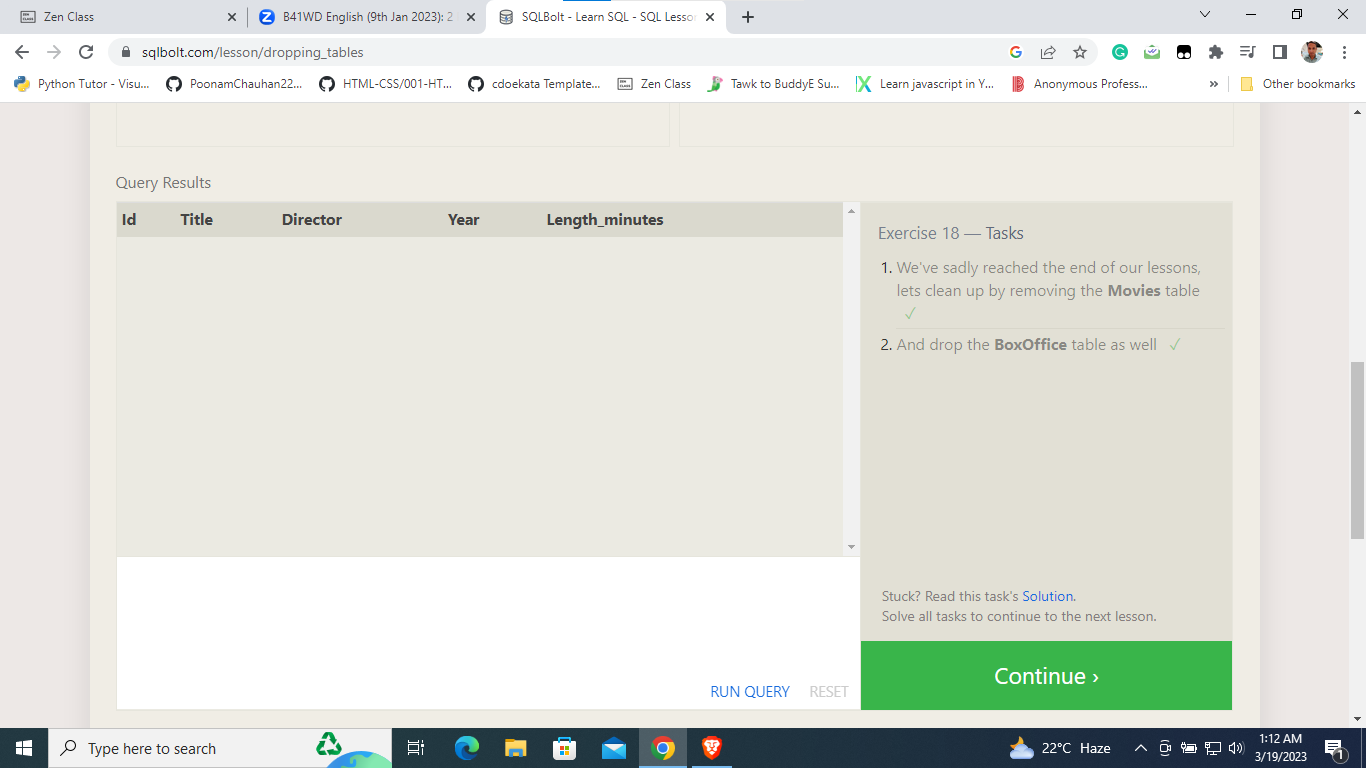 Zen Class
B41WD English (9th Jan 2023): 2
SQLBolt - Learn SQL - SQL Lesso
sqlbolt.com/lesson/dropping_tables
Python Tutor - Visu...
PoonamChauhan22...
HTML-CSS/001-HT...
cdoekata Template...
Zen Class
Tawk to BuddyE Su...
Learn javascript in Y...
Anonymous Profess...
»
Other bookmarks
Query Results
Id Title Director Year Length_minutes
Exercise 18 — Tasks
1. We've sadly reached the end of our lessons,
lets clean up by removing the Movies table
✓
2. And drop the BoxOffice table as well ✓
Stuck? Read this task's Solution.
Solve all tasks to continue to the next lesson.
RUN QUERY RESET
Continue ›
Type here to search
22°C Haze
1:12 AM
3/19/2023
1